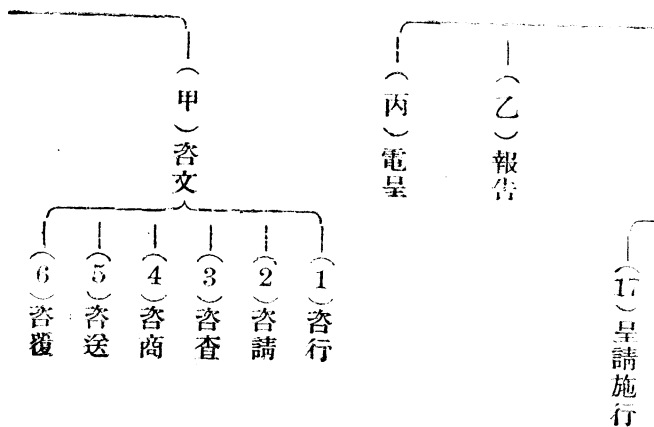 (17)呈請施行
(乙)報告
(丙)電呈
(甲)咨文
(1)咨行
(2)咨請
(3)咨查
(4)咨商
(5)咨送
(6)咨覆